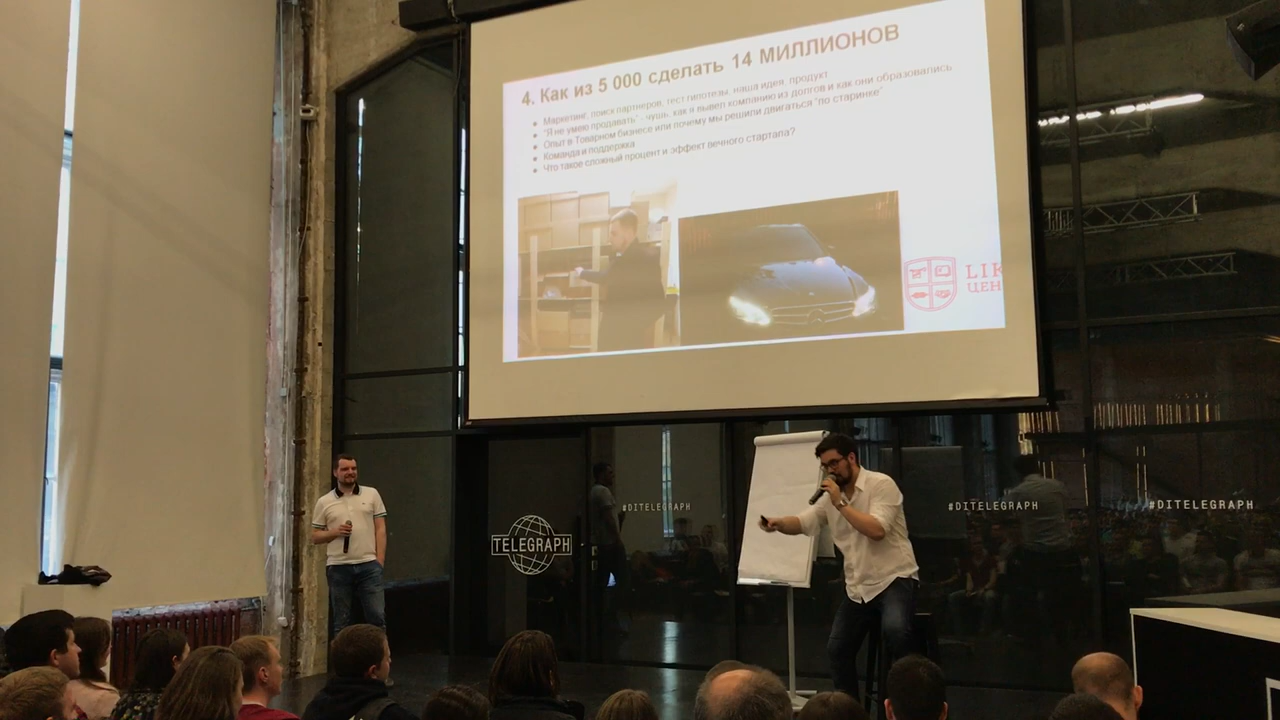 4. Как из 5 000 сделать 14 МИЛЛИОНОВ
Маркетинг, поиск партнеров, тест гипотезы, наша идея, продукт
"Я не умею продавать" - чушь, как я вывел компанию из долгов и как они образовались
Опыт в Товарном бизнесе или почему мы решили двигаться "по старинке"
Команда и поддержка
Что такое сложный процент и эффект вечного стартапа?
LIK
ЦЕН
TELEGRAPH
#DITELEGRAPH
#DITELEGRAPH
#DITELEGRAPH